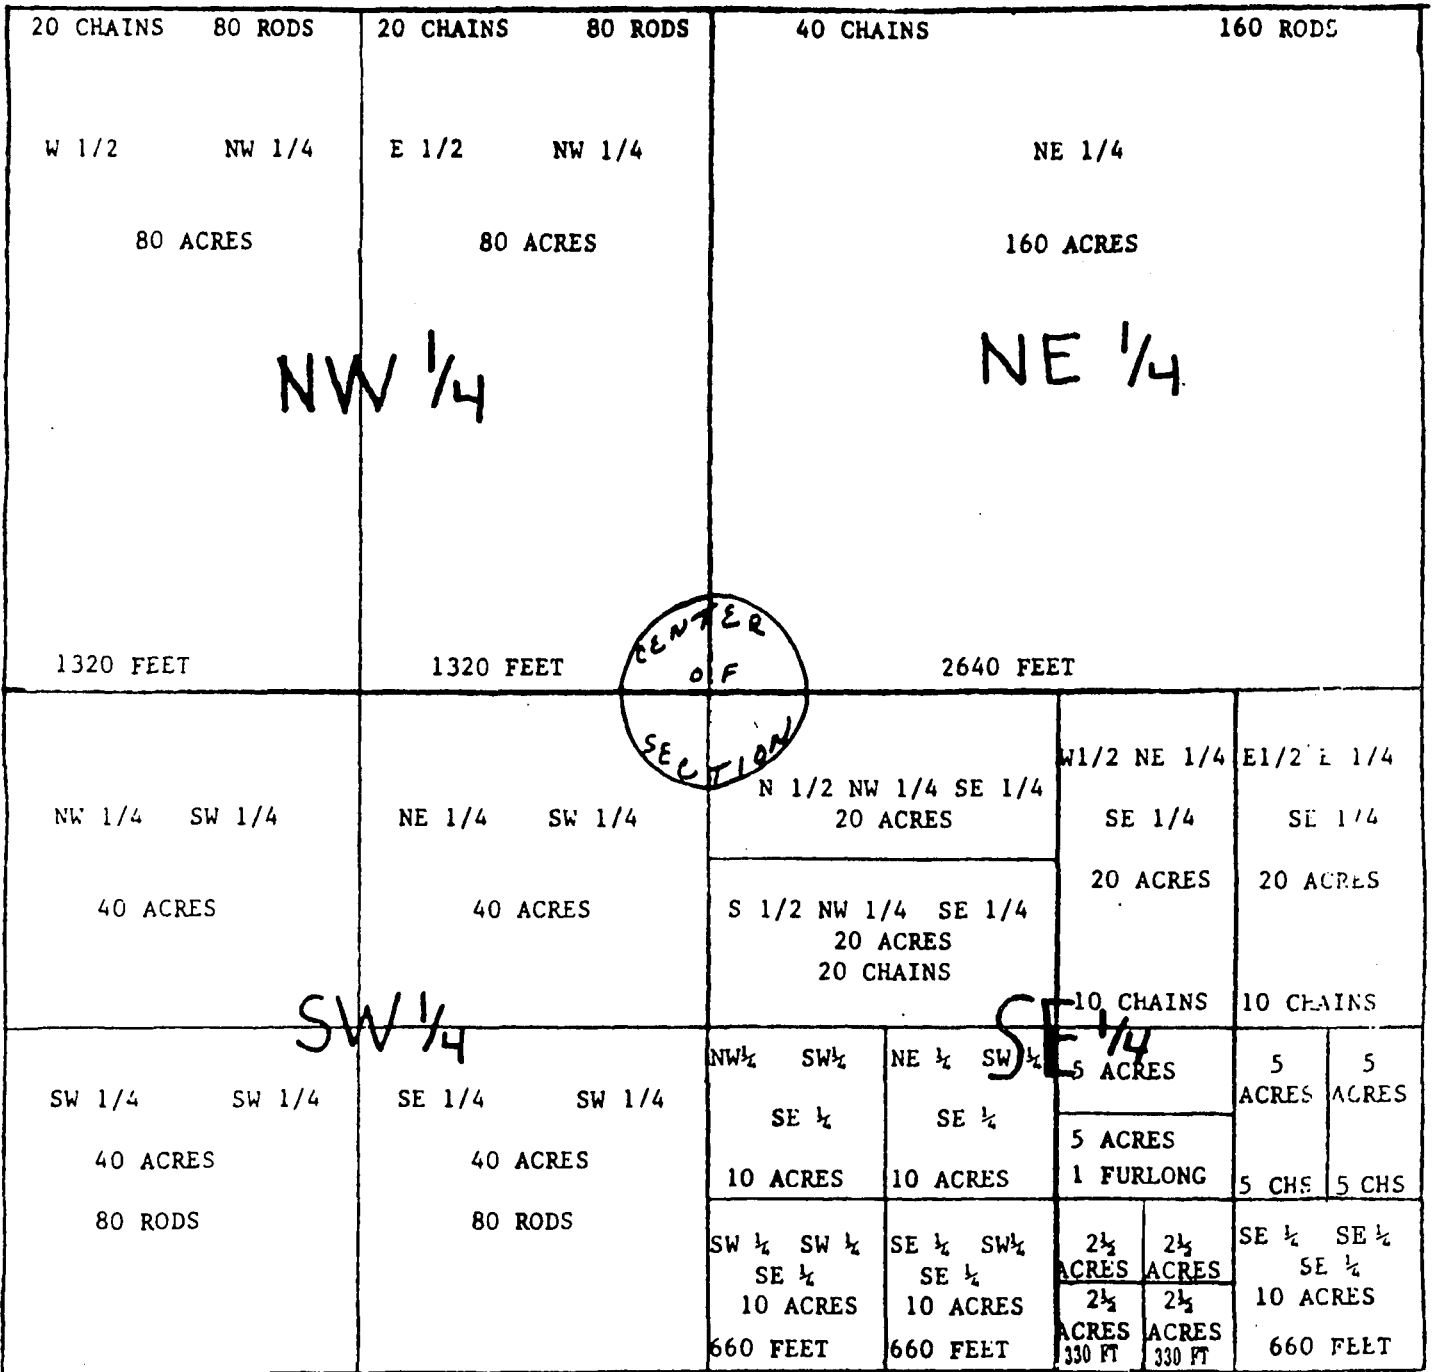 20 CHAINS 80 RODS
W 1/2 NW 1/4
80 ACRES
1320 FEET
20 CHAINS 80 RODS
E 1/2 NW 1/4
80 ACRES
1320 FEET
NW 1/4
40 CHAINS 160 RODS
NE 1/4
160 ACRES
NE 1/4
2640 FEET
CENTER
OF
SECTION
NW 1/4 SW 1/4
40 ACRES
NE 1/4 SW 1/4
40 ACRES
SW 1/4
SW 1/4 SW 1/4
40 ACRES
80 RODS
SE 1/4 SW 1/4
40 ACRES
80 RODS
N 1/2 NW 1/4 SE 1/4
20 ACRES
S 1/2 NW 1/4 SE 1/4
20 ACRES
20 CHAINS
W1/2 NE 1/4
SE 1/4
20 ACRES
10 CHAINS
E1/2 E 1/4
SE 1/4
20 ACRES
10 CHAINS
SE 1/4
NW¼ SW¼
SE ¼
10 ACRES
NE ¼ SW ¼
SE ¼
10 ACRES
5 ACRES
5 ACRES
1 FURLONG
5
ACRES
5 CHS
5
ACRES
5 CHS
SW ¼ SW ¼
SE ¼
10 ACRES
660 FEET
SE ¼ SW¼
SE ¼
10 ACRES
660 FEET
2½
ACRES
2½
ACRES
2½
ACRES
330 FT
2½
ACRES
330 FT
SE ¼ SE ¼
SE ¼
10 ACRES
660 FEET